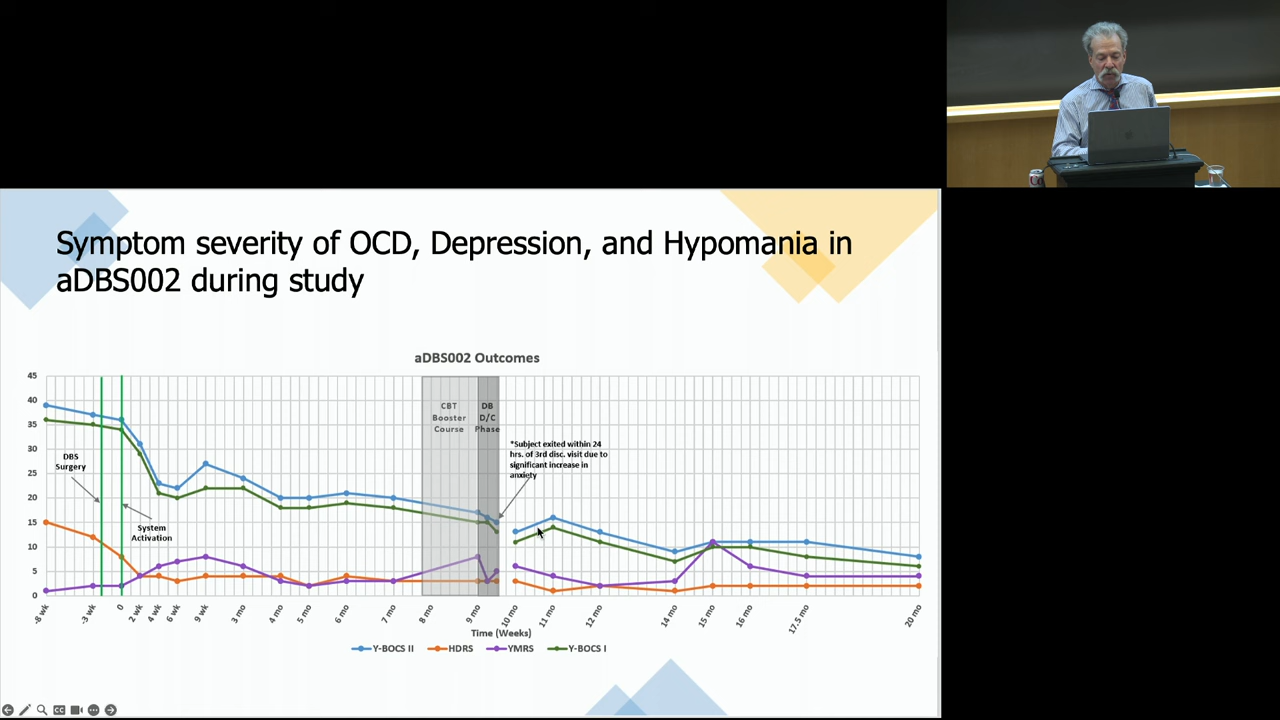 Symptom severity of OCD, Depression, and Hypomania in
aDBS002 during study
aDBS002 Outcomes
45
40
35
30
25
20
15
10
5
0
DBS
Surgery
System
Activation
CBT
Booster
Course
DB
D/C
Phase
*Subject exited within 24
hrs. of 3rd disc. visit due to
significant increase in
anxiety
-8 wk
-3 wk
0
2 wk
4 wk
6 wk
9 wk
3 mo
4 mo
5 mo
6 mo
7 mo
8 mo
9 mo
10 mo
11 mo
12 mo
14 mo
15 mo
16 mo
17.5 mo
20 mo
Time (Weeks)
Y-BOCS II
HDRS
YMRS
Y-BOCS I